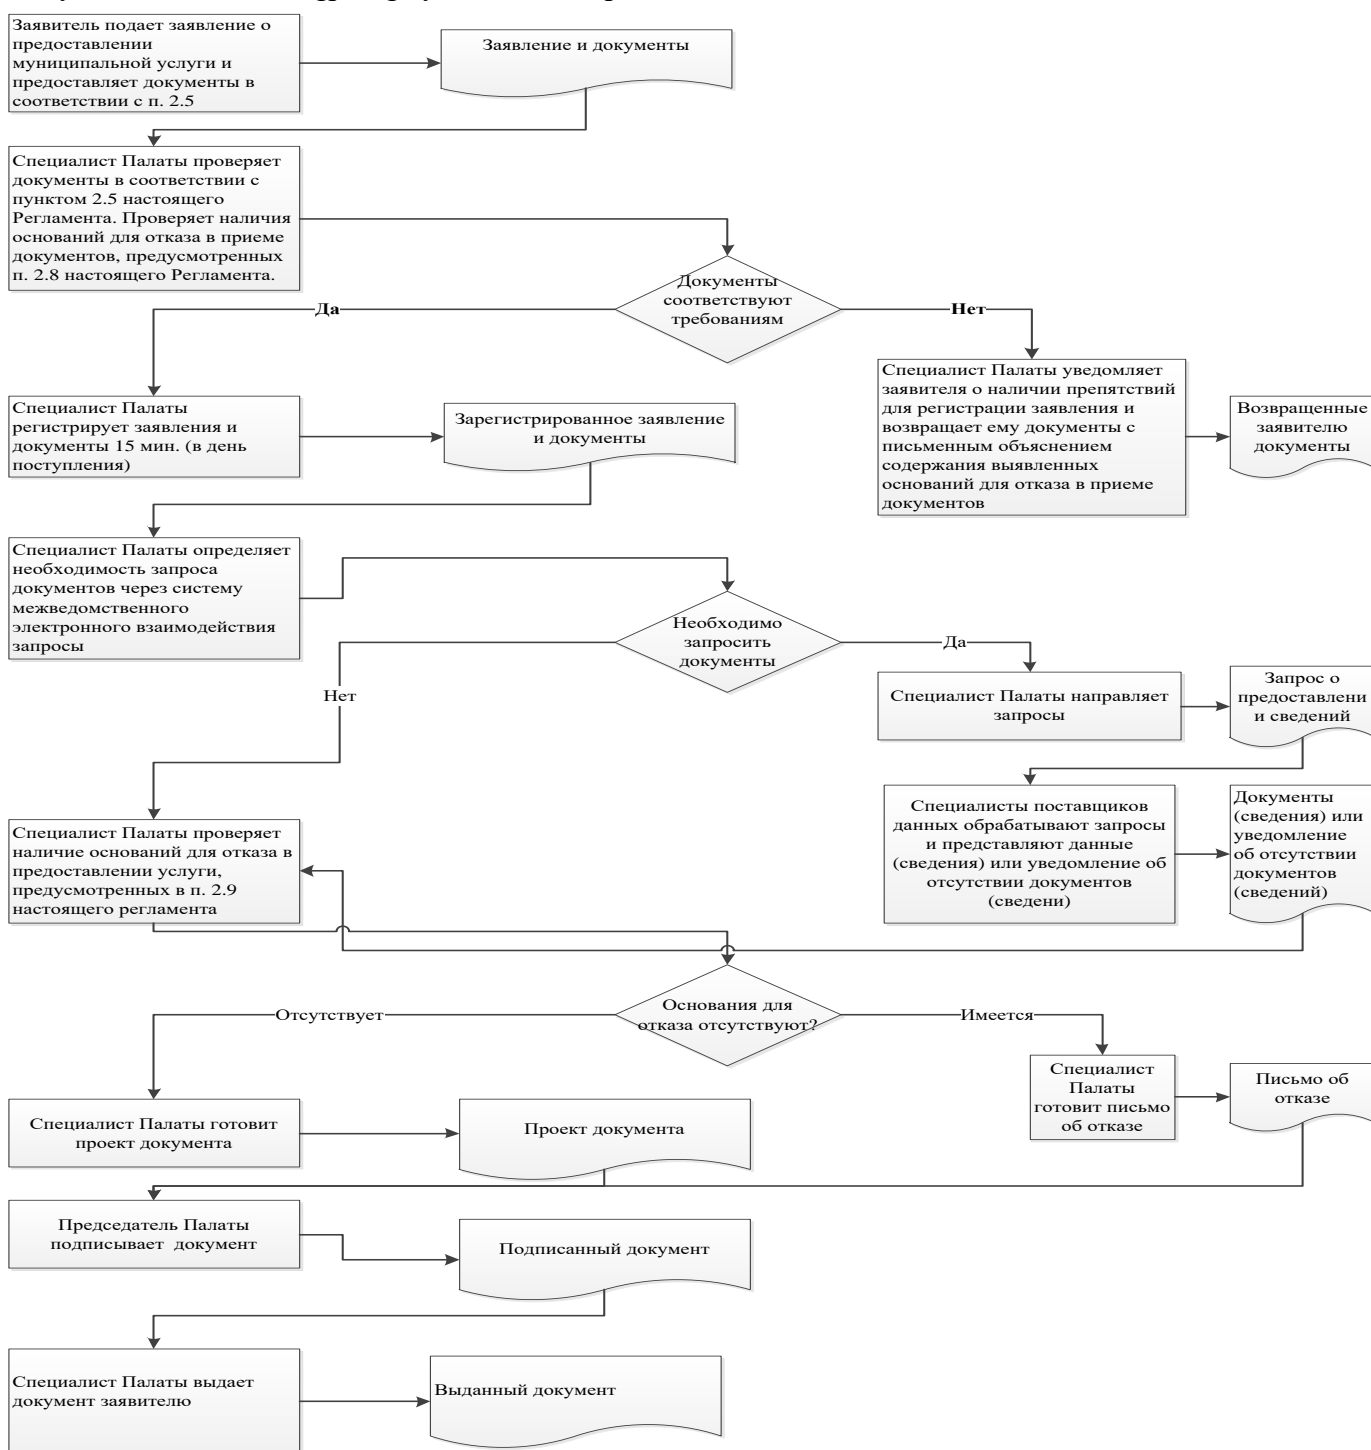 Заявитель подает заявление о
предоставлении
муниципальной услуги и
предоставляет документы в
соответствии с п. 2.5
Заявление и документы
Специалист Палаты проверяет
документы в соответствии с
пунктом 2.5 настоящего
Регламента. Проверяет наличия
оснований для отказа в приеме
документов, предусмотренных
п. 2.8 настоящего Регламента.
Документы
соответствуют
требованиям
Да
Нет
Специалист Палаты
регистрирует заявления и
документы 15 мин. (в день
поступления)
Зарегистрированное заявление
и документы
Специалист Палаты уведомляет
заявителя о наличии препятствий
для регистрации заявления и
возвращает ему документы с
письменным объяснением
содержания выявленных
оснований для отказа в приеме
документов
Возвращенные
заявителю
документы
Специалист Палаты определяет
необходимость запроса
документов через систему
межведомственного
электронного взаимодействия
запросы
Необходимо
запросить
документы
Да
Нет
Специалист Палаты направляет
запросы
Запрос о
предоставлени
и сведений
Специалист Палаты проверяет
наличие оснований для отказа в
предоставлении услуги,
предусмотренных в п. 2.9
настоящего регламента
Специалисты поставщиков
данных обрабатывают запросы
и представляют данные
(сведения) или уведомление об
отсутствии документов
(сведени)
Документы
(сведения) или
уведомление
об отсутствии
документов
(сведений)
Основания для
отказа отсутствуют?
Отсутствует
Имеется
Специалист
Палаты
готовит письмо
об отказе
Письмо об
отказе
Специалист Палаты готовит
проект документа
Проект документа
Председатель Палаты
подписывает документ
Подписанный документ
Специалист Палаты выдает
документ заявителю
Выданный документ